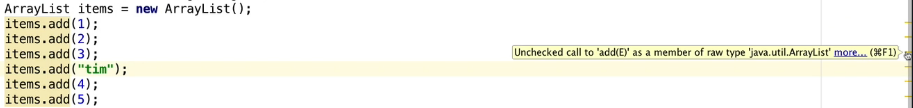 ArrayList items = new ArrayList();
items.add(1);
items.add(2);
items.add(3);
Unchecked call to 'add(E)' as a member of raw type 'java.util.ArrayList' more... (⌘F1)
items.add("tim");
items.add(4);
items.add(5);